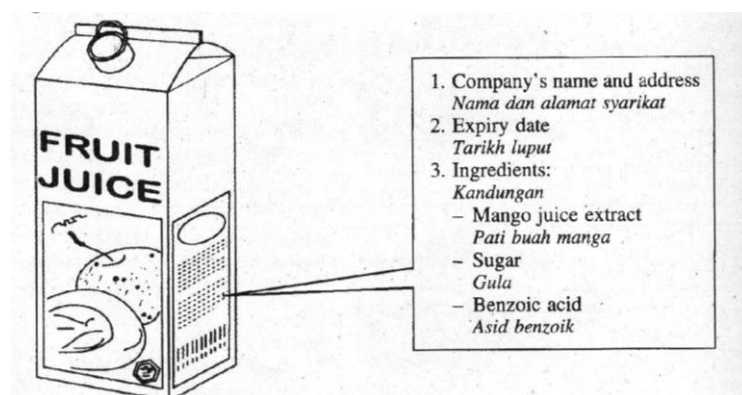 FRUIT
JUICE
1. Company's name and address
Nama dan alamat syarikat
2. Expiry date
Tarikh luput
3. Ingredients:
Kandungan
– Mango juice extract
Pati buah manga
– Sugar
Gula
– Benzoic acid
Asid benzoik